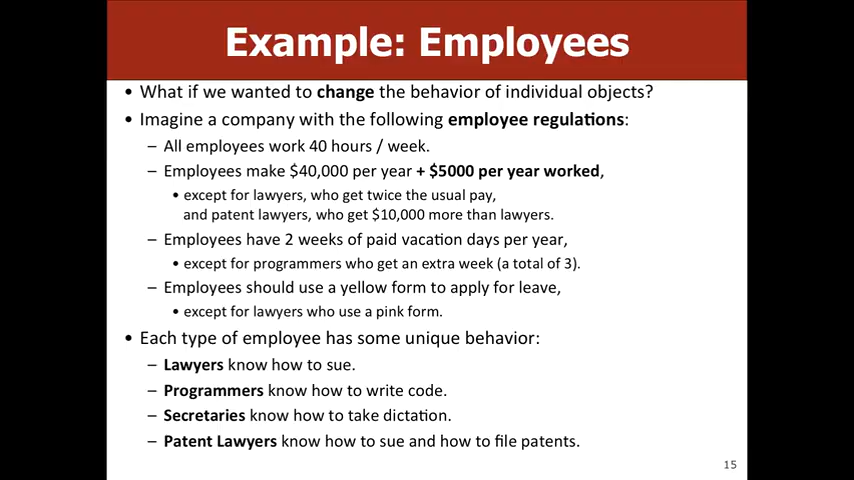 Example: Employees
• What if we wanted to change the behavior of individual objects?
• Imagine a company with the following employee regulations:
– All employees work 40 hours / week.
– Employees make $40,000 per year + $5000 per year worked,
• except for lawyers, who get twice the usual pay,
and patent lawyers, who get $10,000 more than lawyers.
– Employees have 2 weeks of paid vacation days per year,
• except for programmers who get an extra week (a total of 3).
– Employees should use a yellow form to apply for leave,
• except for lawyers who use a pink form.
• Each type of employee has some unique behavior:
– Lawyers know how to sue.
– Programmers know how to write code.
– Secretaries know how to take dictation.
– Patent Lawyers know how to sue and how to file patents.
15